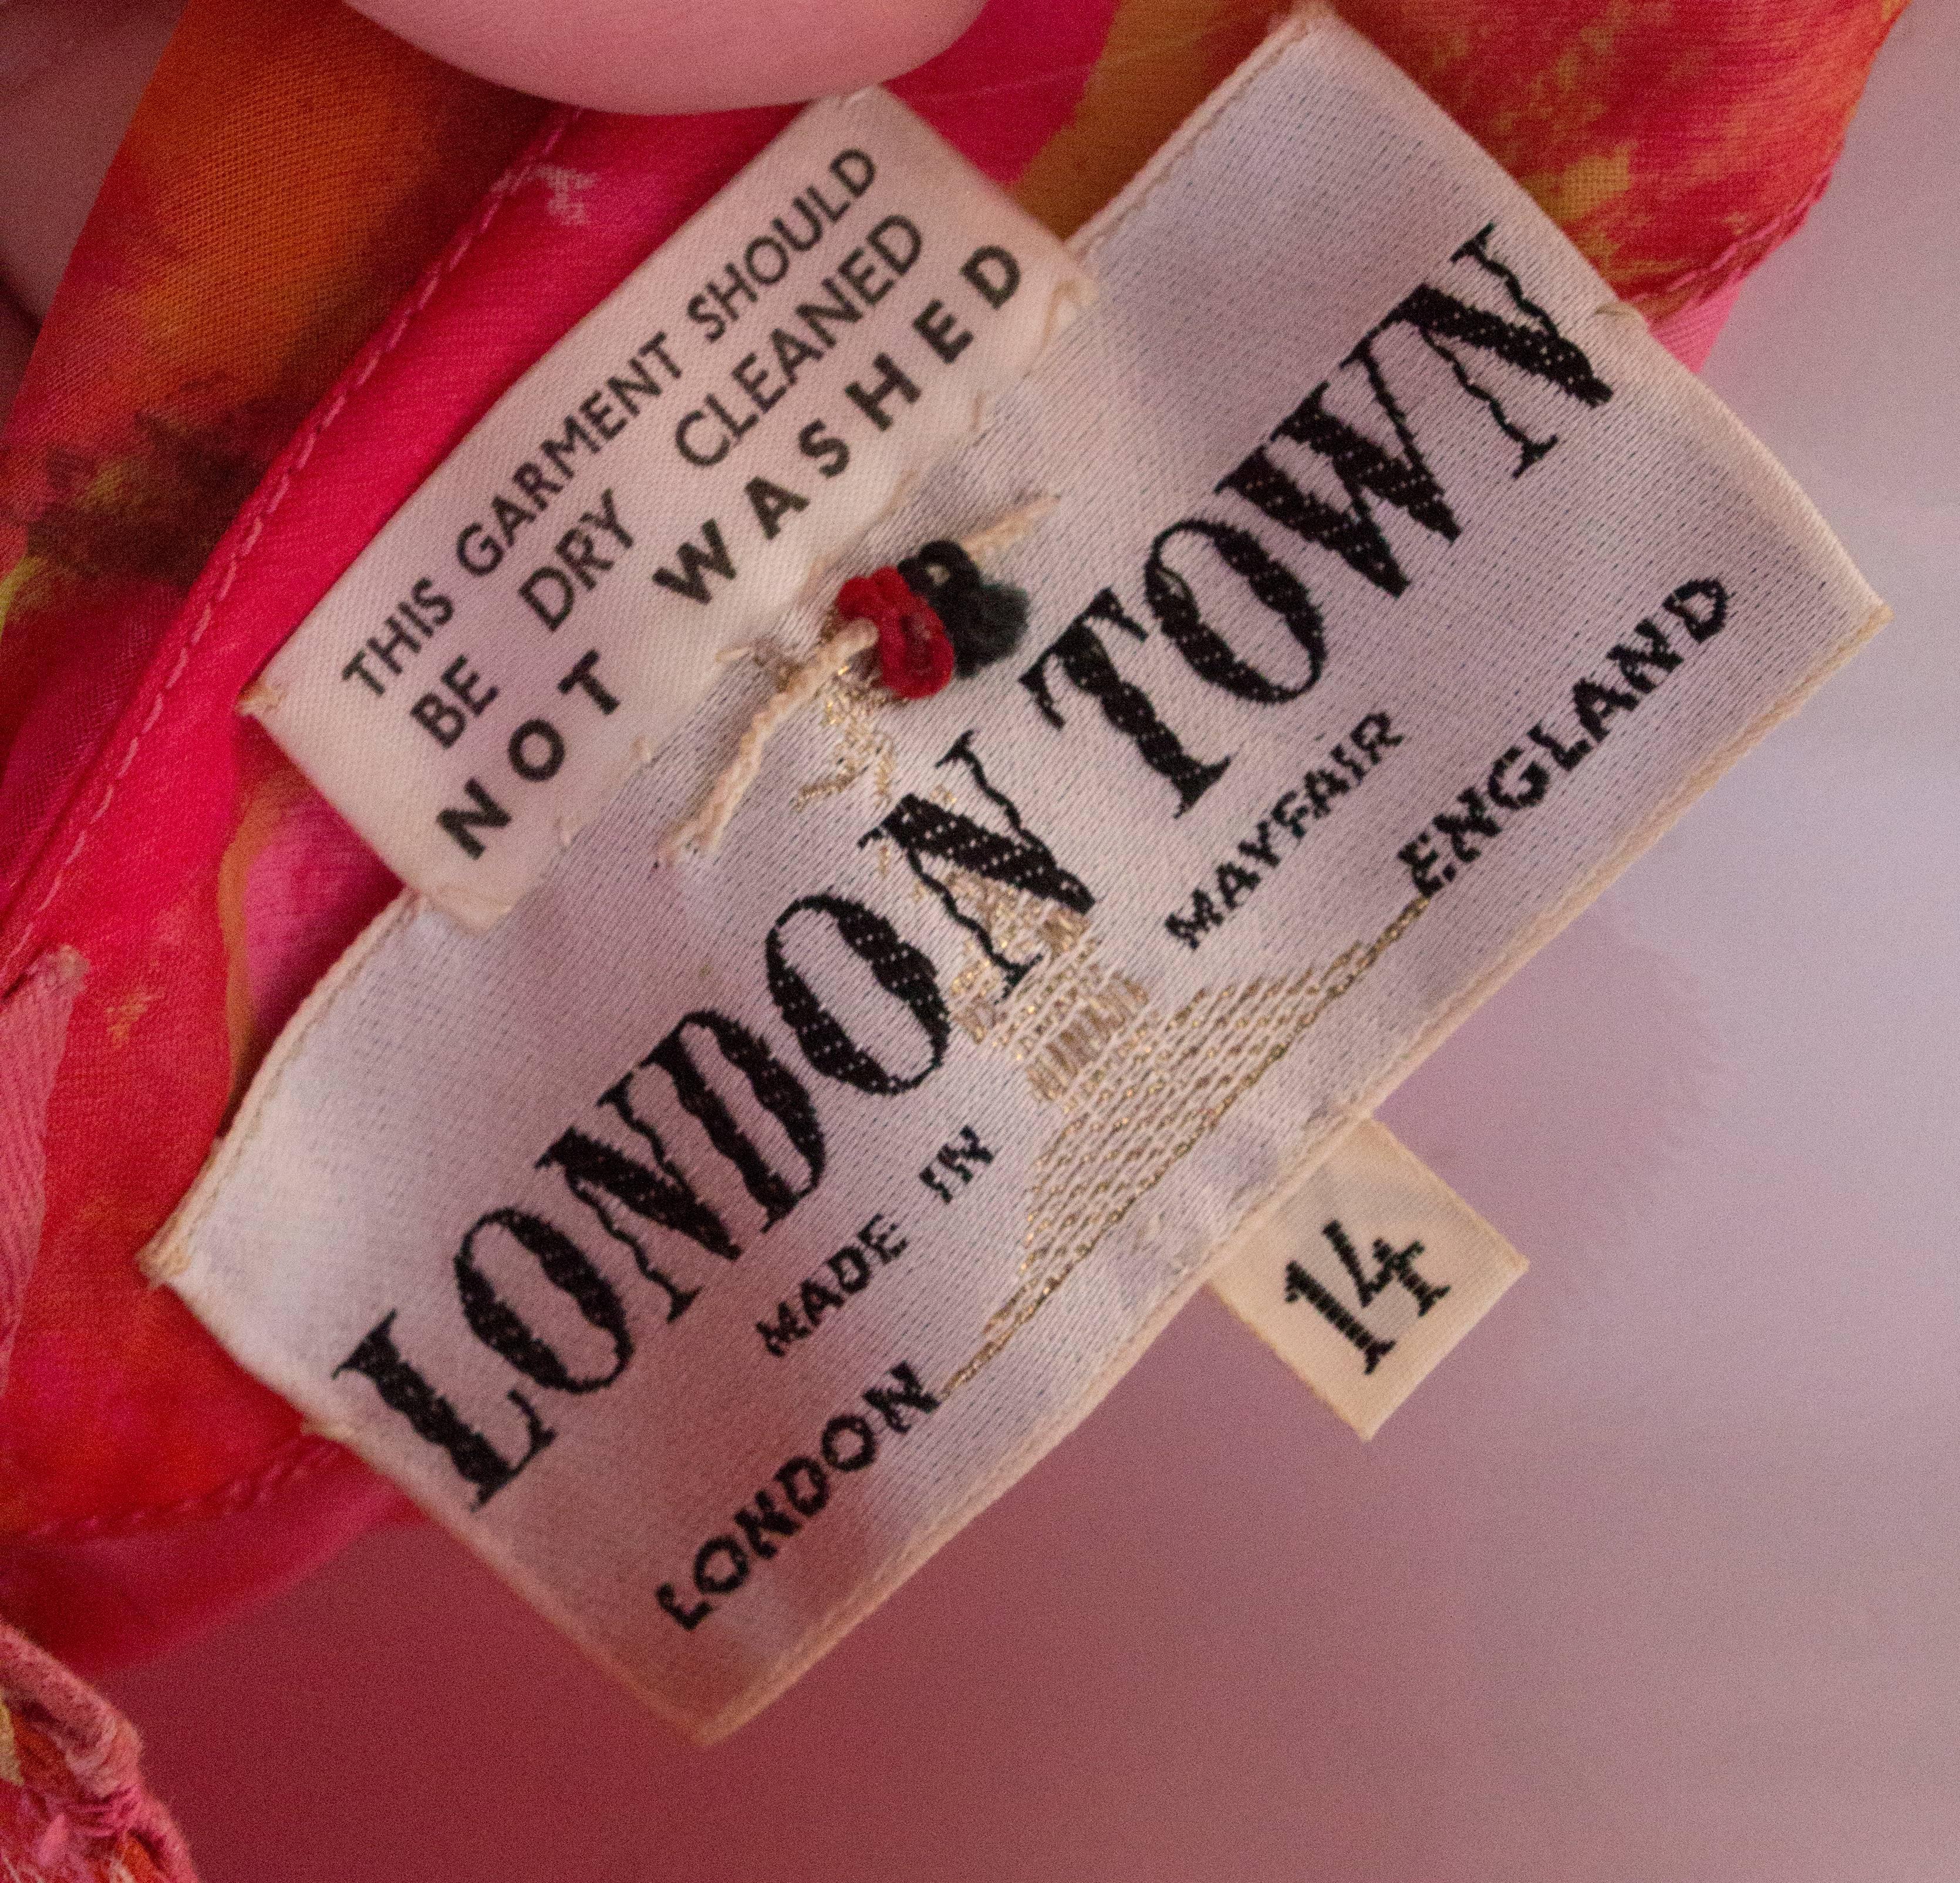 THIS GARMENT SHOULD
BE DRY CLEANED
NOT WASHED
LONDON TOWN
MADE IN MAYFAIR
LONDON ENGLAND
14